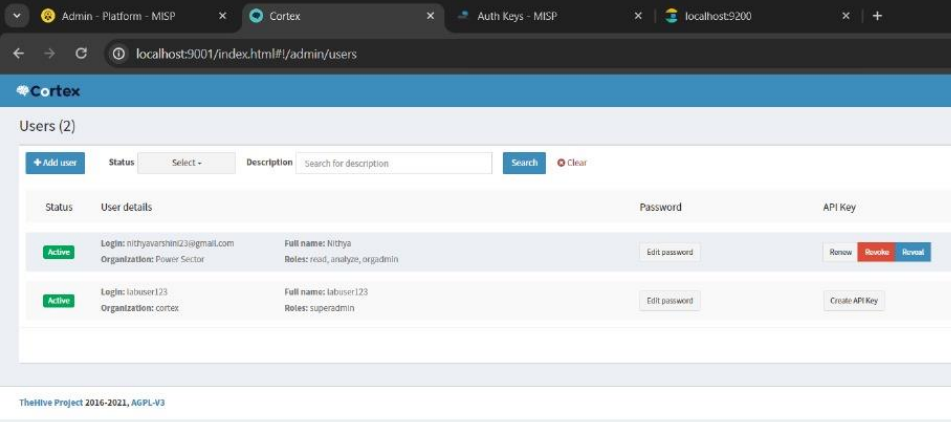 Admin - Platform - MISP
Cortex
Auth Keys - MISP
localhost:9200
localhost:9001/index.html#!/admin/users
Cortex
Users (2)
Add user
Status
Select
Description
Search for description
Search
Clear
Status
User details
Password
API Key
Active
Login: nithyavarshini23@gmail.com
Full name: Nithya
Organization: Power Sector
Roles: read, analyze, orgadmin
Edit password
Renew
Revoke
Reveal
Active
Login: labuser123
Full name: labuser123
Organization: cortex
Roles: superadmin
Edit password
Create API Key
TheHive Project 2016-2021, AGPL-V3